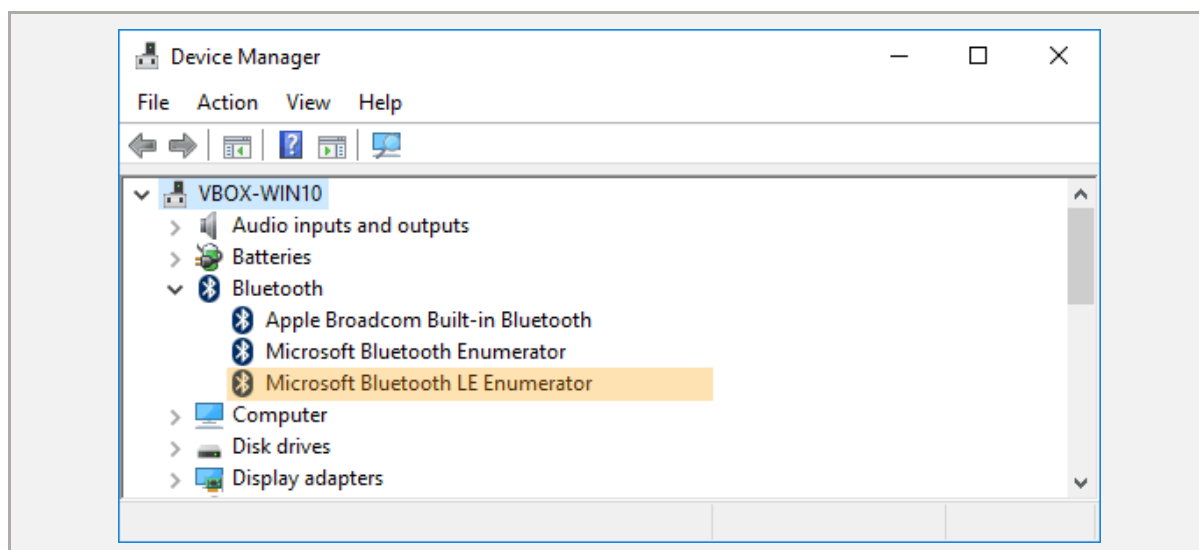 Device Manager
File Action View Help
VBOX-WIN10
Audio inputs and outputs
Batteries
Bluetooth
Apple Broadcom Built-in Bluetooth
Microsoft Bluetooth Enumerator
Microsoft Bluetooth LE Enumerator
Computer
Disk drives
Display adapters